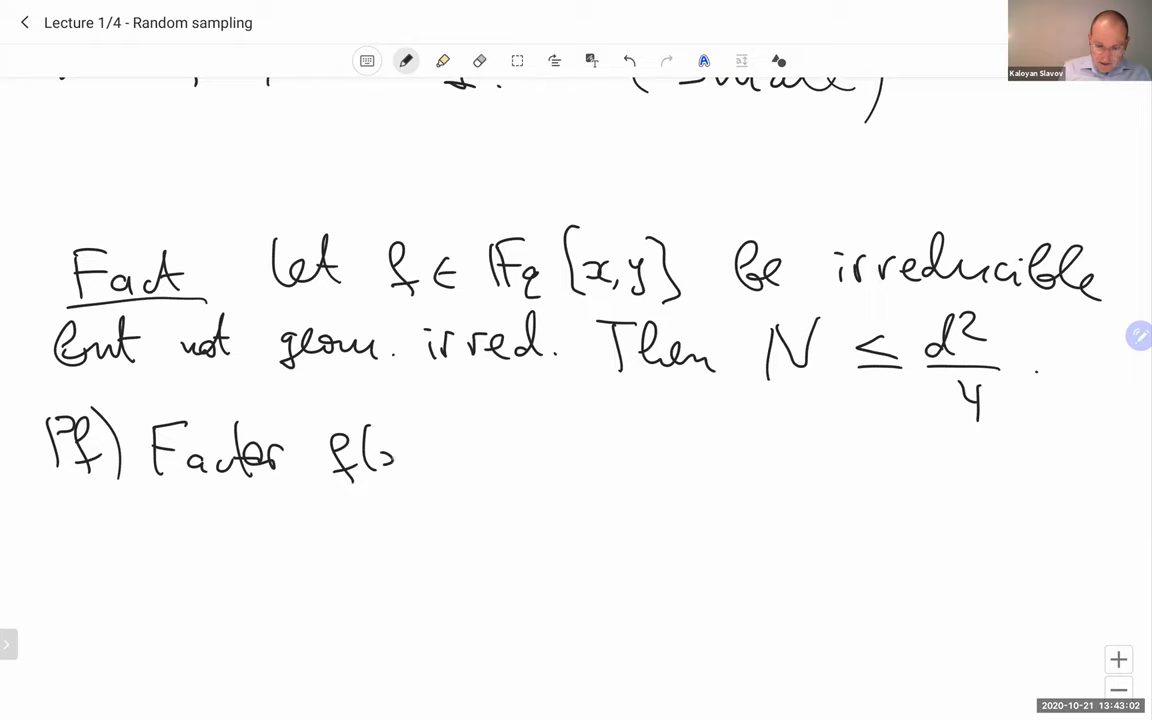 Lecture 1/4 - Random sampling
Kaloyan Slavov
(small)
Fact Let f ∈ Fq[x,y] be irreducible
but not geom. irred. Then N ≤ d²/4.
Pf) Factor f(x
2020-10-21 13:43:02